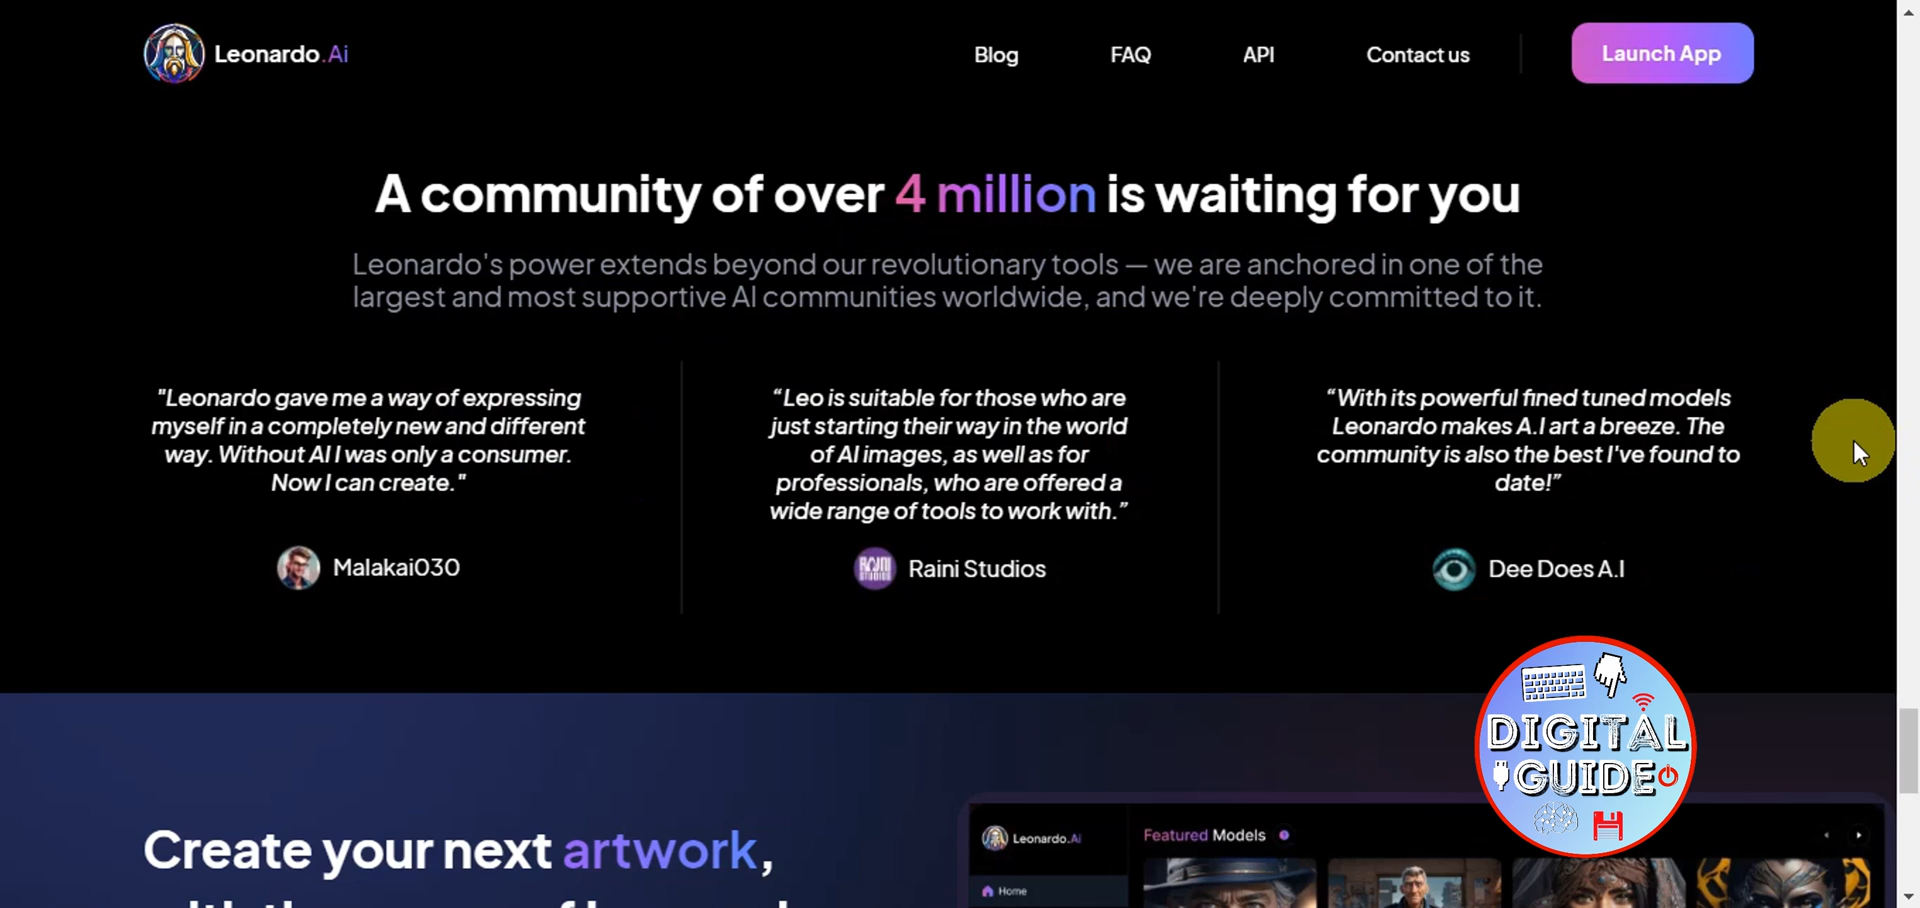 Leonardo.Ai
Blog
FAQ
API
Contact us
Launch App
A community of over 4 million is waiting for you
Leonardo's power extends beyond our revolutionary tools — we are anchored in one of the
largest and most supportive AI communities worldwide, and we're deeply committed to it.
"Leonardo gave me a way of expressing
myself in a completely new and different
way. Without AI I was only a consumer.
Now I can create."
Malakai030
“Leo is suitable for those who are
just starting their way in the world
of AI images, as well as for
professionals, who are offered a
wide range of tools to work with.”
RAINI
STUDIOS
Raini Studios
“With its powerful fined tuned models
Leonardo makes A.I art a breeze. The
community is also the best I've found to
date!”
Dee Does A.I
DIGITAL
GUIDE
Create your next artwork,
Leonardo.Ai
Featured Models
Home